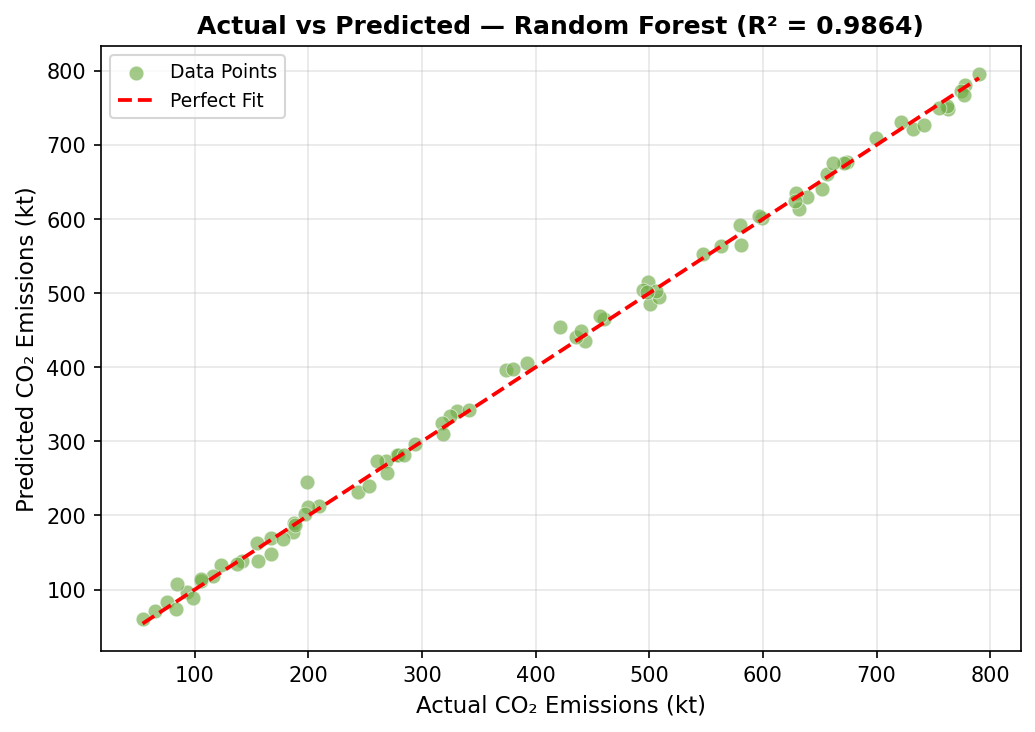 Actual vs Predicted — Random Forest (R² = 0.9864)
Data Points
Perfect Fit
Predicted CO₂ Emissions (kt)
800
700
600
500
400
300
200
100
100 200 300 400 500 600 700 800
Actual CO₂ Emissions (kt)